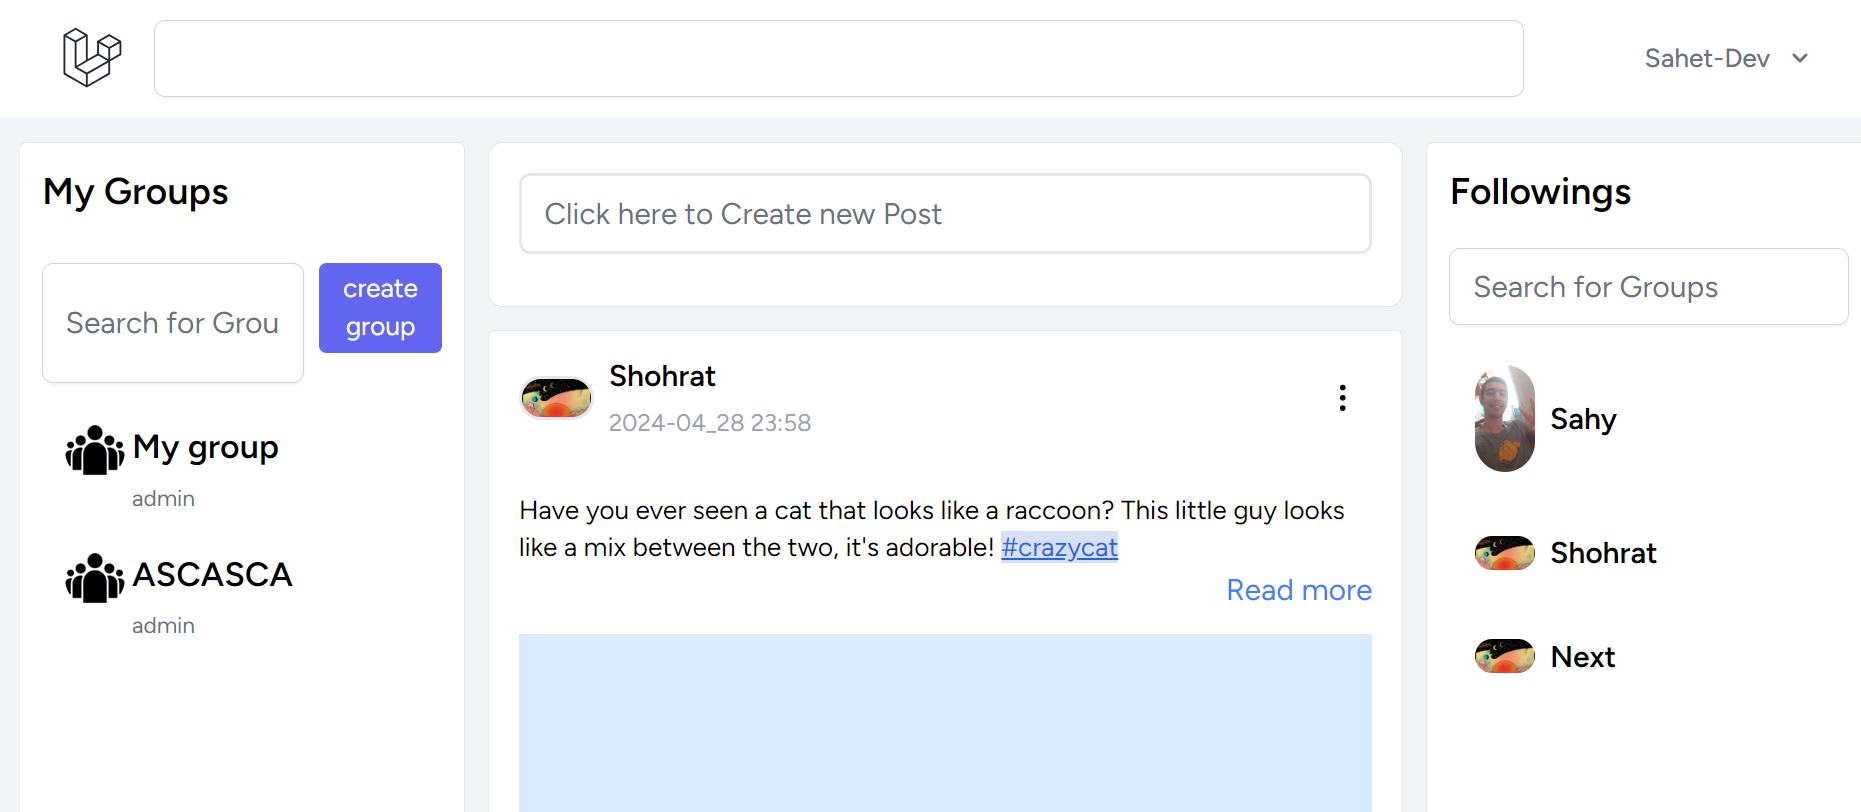 Sahet-Dev
My Groups
Search for Grou
create
group
My group
admin
ASCASCA
admin
Click here to Create new Post
Shohrat
2024-04_28 23:58
Have you ever seen a cat that looks like a raccoon? This little guy looks
like a mix between the two, it's adorable! #crazycat
Read more
Followings
Search for Groups
Sahy
Shohrat
Next